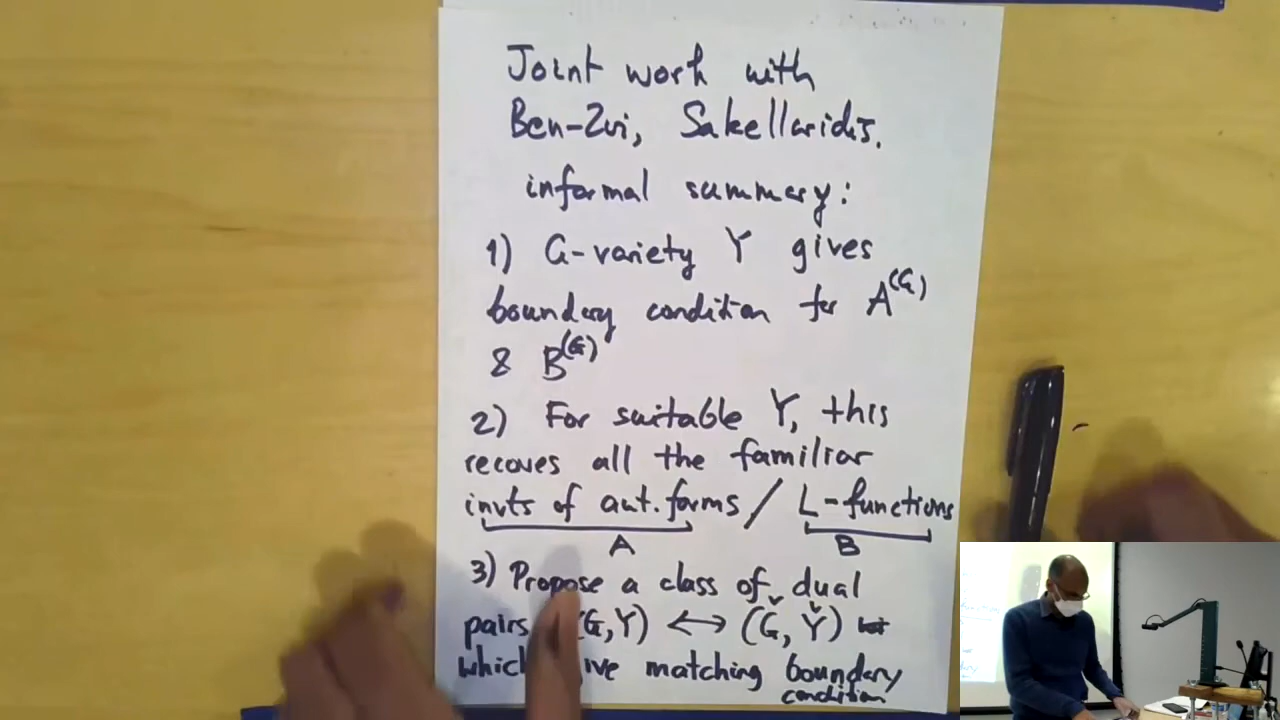 Joint work with
Ben-Zvi, Sakellaridis.
informal summary:
1) G-variety Y gives
boundary condition for A^(G)
& B^(G)
2) For suitable Y, this
recoves all the familiar
invts of aut. forms / L-functions
A B
3) Propose a class of dual
pairs (G,Y) ↔ (Ǧ, Y̌)
which give matching boundary
condition